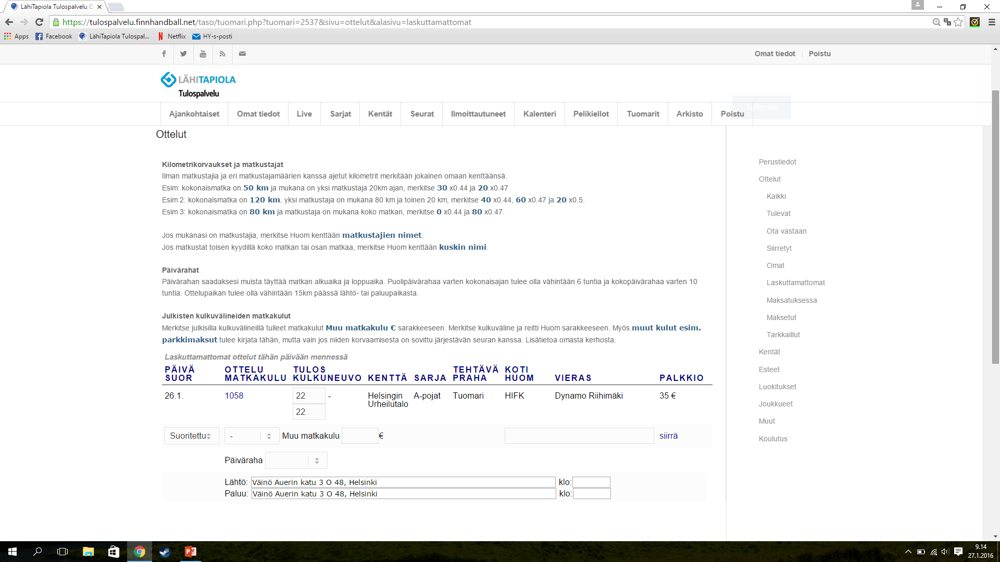 LähiTapiola Tulospalvelu O
https://tulospalvelu.finnhandball.net/taso/tuomari.php?tuomari=2537&sivu=ottelut&alasivu=laskuttamattomat
Apps Facebook LähiTapiola Tulospal... Netflix HY-s-posti
Omat tiedot Poistu
LÄHITAPIOLA
Tulospalvelu
Tallenna
Ajankohtaiset Omat tiedot Live Sarjat Kentät Seurat Ilmoittautuneet Kalenteri Pelikiellot Tuomarit Arkisto Poistu
Ottelut
Kilometrikorvaukset ja matkustajat
Ilman matkustajia ja eri matkustajamäärien kanssa ajetut kilometrit merkitään jokainen omaan kenttäänsä.
Esim: kokonaismatka on 50 km ja mukana on yksi matkustaja 20km ajan, merkitse 30 x0.44 ja 20 x0.47
Esim 2: kokonaismatka on 120 km, yksi matkustaja on mukana 80 km ja toinen 20 km, merkitse 40 x0.44, 60 x0.47 ja 20 x0.5.
Esim 3: kokonaismatka on 80 km ja matkustaja on mukana koko matkan, merkitse 0 x0.44 ja 80 x0.47.
Jos mukanasi on matkustajia, merkitse Huom kenttään matkustajien nimet.
Jos matkustat toisen kyydillä koko matkan tai osan matkaa, merkitse Huom kenttään kuskin nimi.
Päivärahat
Päivärahan saadaksesi muista täyttää matkan alkuaika ja loppuaika. Puolipäivärahaa varten kokonaisajan tulee olla vähintään 6 tuntia ja kokopäivärahaa varten 10
tuntia. Ottelupaikan tulee olla vähintään 15km päässä lähtö- tai paluupaikasta.
Julkisten kulkuvälineiden matkakulut
Merkitse julkisilla kulkuvälineillä tulleet matkakulut Muu matkakulu € sarakkeeseen. Merkitse kulkuväline ja reitti Huom sarakkeeseen. Myös muut kulut esim.
parkkimaksut tulee kirjata tähän, mutta vain jos niiden korvaamisesta on sovittu järjestävän seuran kanssa. Lisätietoa omasta kerhosta.
Laskuttamattomat ottelut tähän päivään mennessä
PÄIVÄ OTTELU TULOS TEHTÄVÄ KOTI
SUOR MATKAKULU KULKUNEUVO KENTTÄ SARJA PRAHA HUOM VIERAS PALKKIO
26.1. 1058 22 - Helsingin A-pojat Tuomari HIFK Dynamo Riihimäki 35 €
Urheilutalo
22
Suoritettu - Muu matkakulu € siirrä
Päiväraha
Lähtö: Väinö Auerin katu 3 O 48, Helsinki klo:
Paluu: Väinö Auerin katu 3 O 48, Helsinki klo:
Perustiedot
Ottelut
Kaikki
Tulevat
Ota vastaan
Siirretyt
Omat
Laskuttamattomat
Maksatuksessa
Maksetut
Tarkkaillut
Kentät
Esteet
Luokitukset
Joukkueet
Muut
Koulutus
9.14
27.1.2016